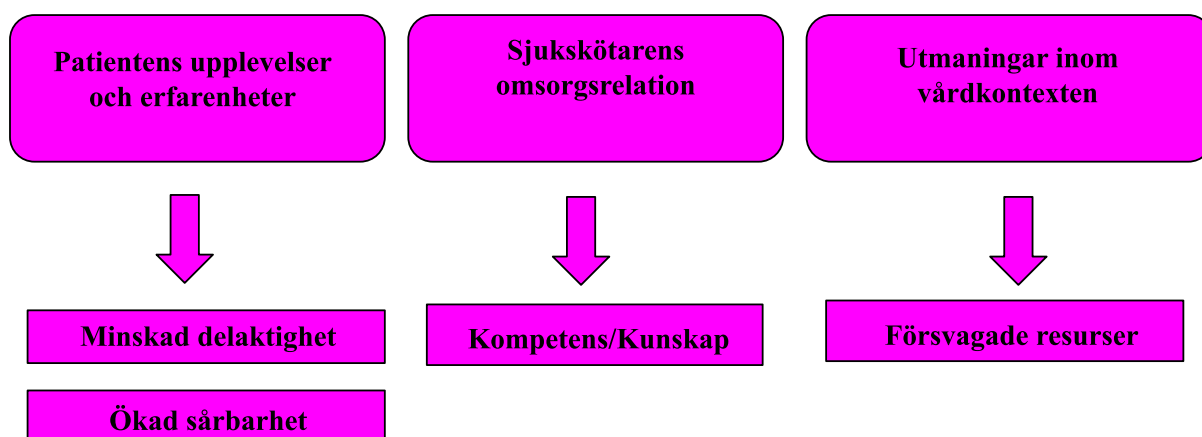 Patientens upplevelser
och erfarenheter
Sjukskötarens
omsorgsrelation
Utmaningar inom
vårdkontexten
Minskad delaktighet
Kompetens/Kunskap
Försvagade resurser
Ökad sårbarhet